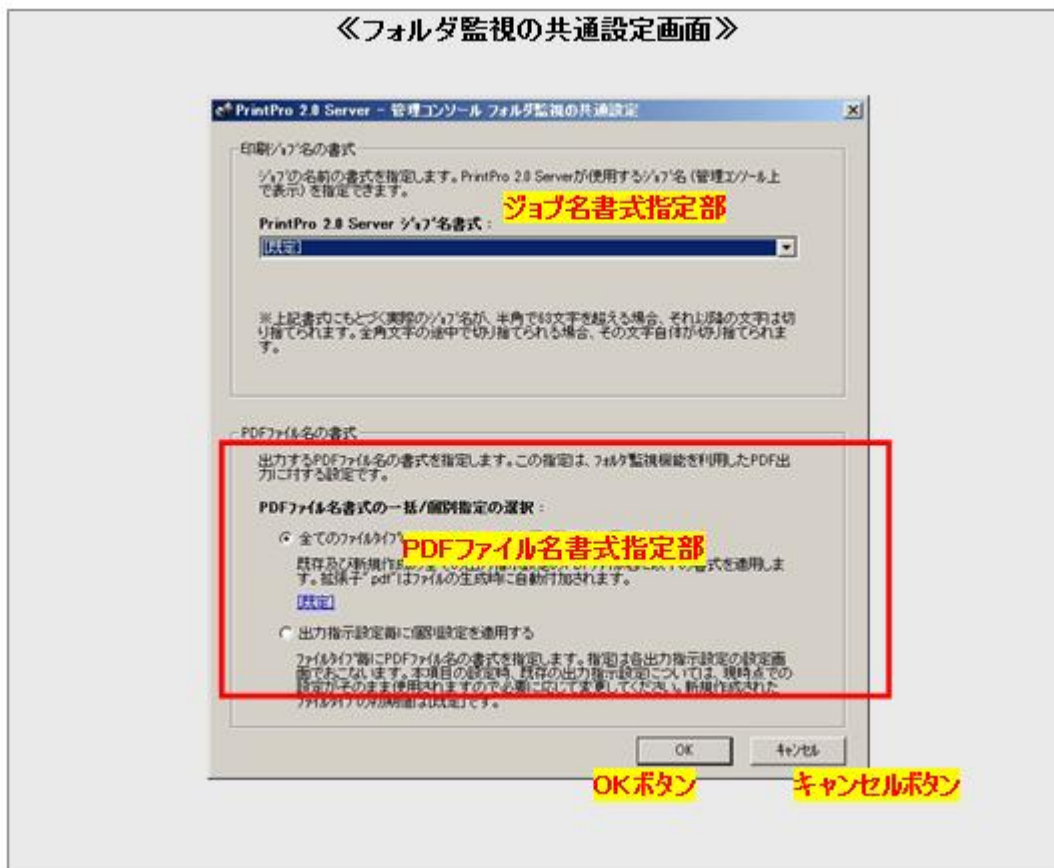 ≪フォルダ監視の共通設定画面≫
PrintPro 2.0 Server - 管理コンソール フォルダ監視の共通設定
印刷ジョブ名の書式
ジョブの名前の書式を指定します。PrintPro 2.0 Serverが使用するジョブ名（管理コンソール上
で表示）を指定できます。
ジョブ名書式指定部
PrintPro 2.0 Server ジョブ名書式：
[既定]
※上記書式にもとづく実際のジョブ名が、半角で63文字を超える場合、それ以降の文字は切
り捨てられます。全角文字の途中で切り捨てられる場合、その文字自体が切り捨てられま
す。
PDFファイル名の書式
出力するPDFファイル名の書式を指定します。この指定は、フォルダ監視機能を利用したPDF出
力に対する設定です。
PDFファイル名書式の一括/個別指定の選択：
全てのファイルタイプ
PDFファイル名書式指定部
既存及び新規作成の全ての出力指示設定の 書式を適用しま
す。拡張子"pdf"はファイルの生成時に自動付加されます。
[既定]
出力指示設定毎に個別設定を適用する
ファイルタイプ毎にPDFファイル名の書式を指定します。指定は各出力指示設定の設定画
面でおこないます。本項目の設定時、既存の出力指示設定については、現時点での
設定がそのまま使用されますので必要に応じて変更してください。新規作成された
ファイルタイプの初期値は[既定]です。
OK
キャンセル
OKボタン
キャンセルボタン